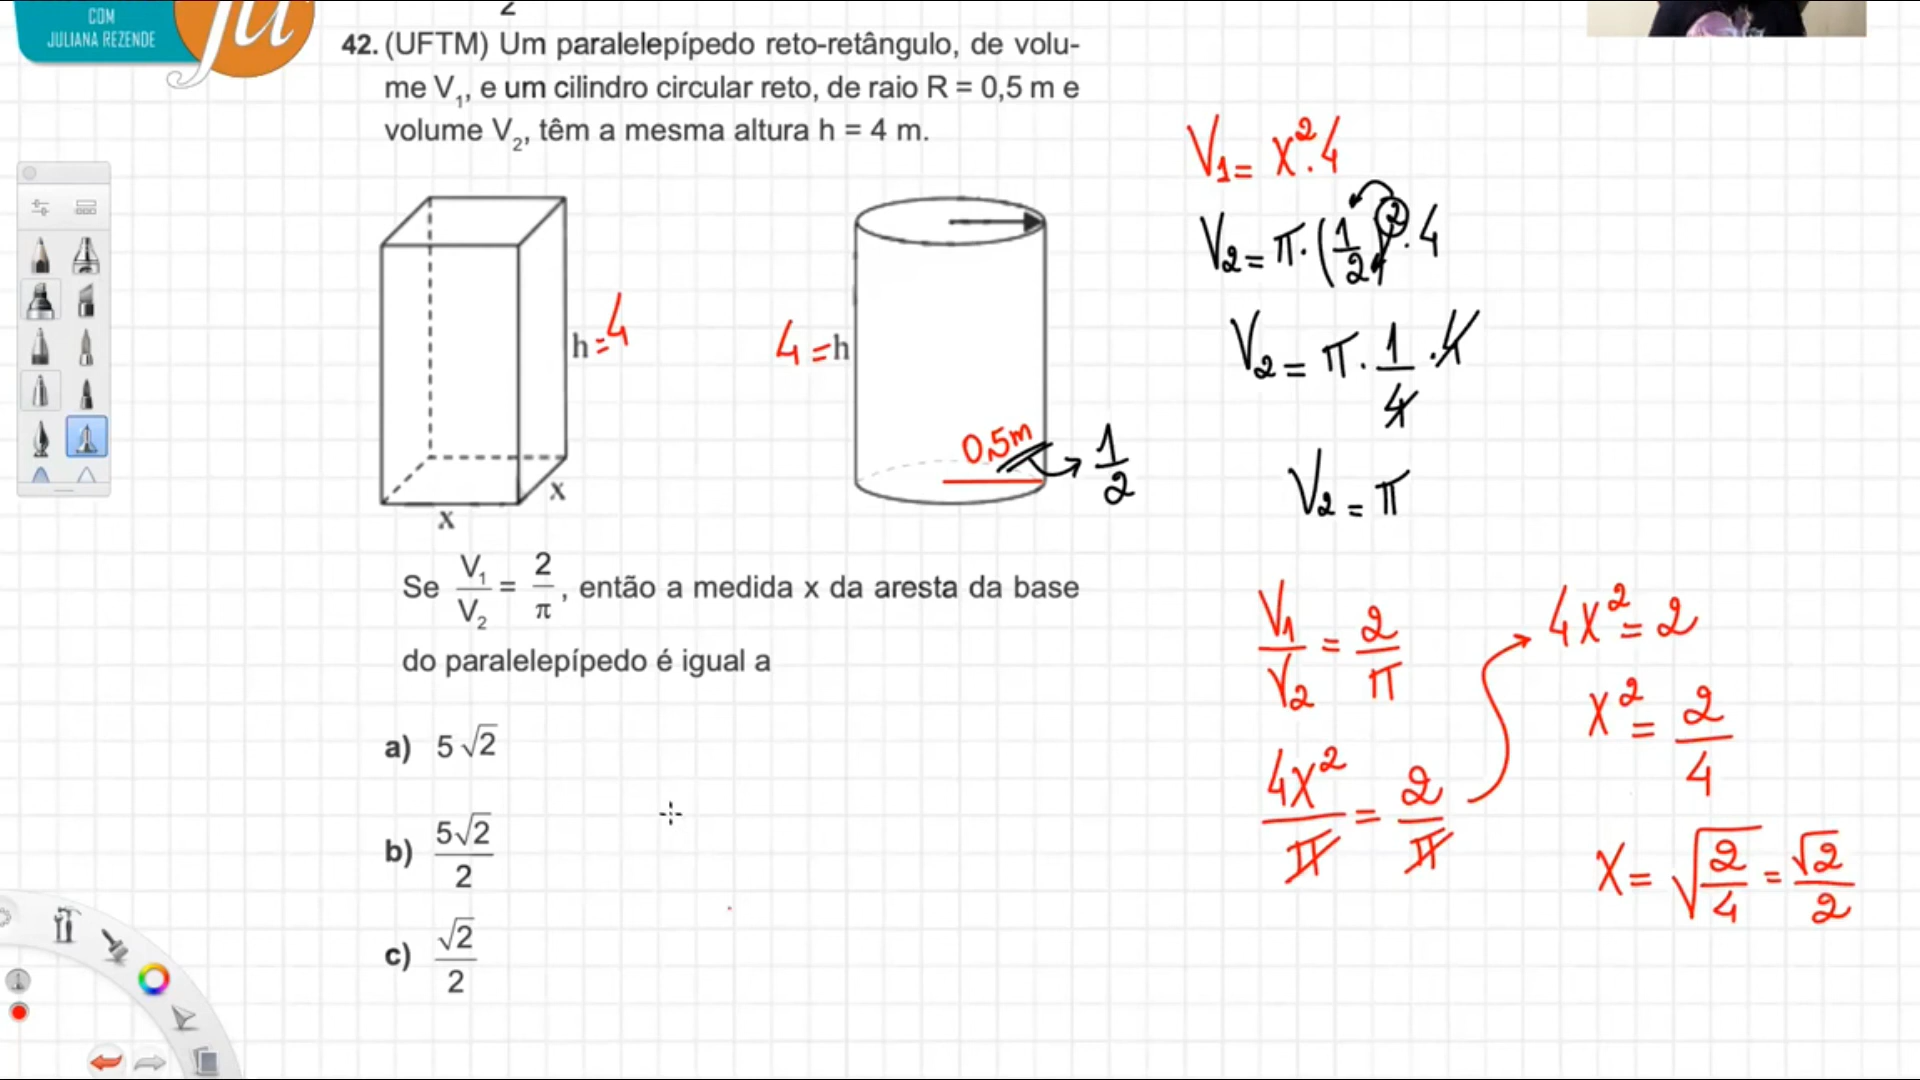 COM
JULIANA REZENDE
ju
2
42. (UFTM) Um paralelepípedo reto-retângulo, de volu-
me V₁, e um cilindro circular reto, de raio R = 0,5 m e
volume V₂, têm a mesma altura h = 4 m.
h = 4
x
x
4 = h
0,5m
1/2
Se V₁/V₂ = 2/π, então a medida x da aresta da base
do paralelepípedo é igual a
a) 5√2
b) 5√2/2
c) √2/2
V₁ = x² . 4
V₂ = π . (1/2)² . 4
V₂ = π . 1/4 . 4
V₂ = π
V₁/V₂ = 2/π
4x²/π = 2/π
4x² = 2
x² = 2/4
x = √(2/4) = √2/2